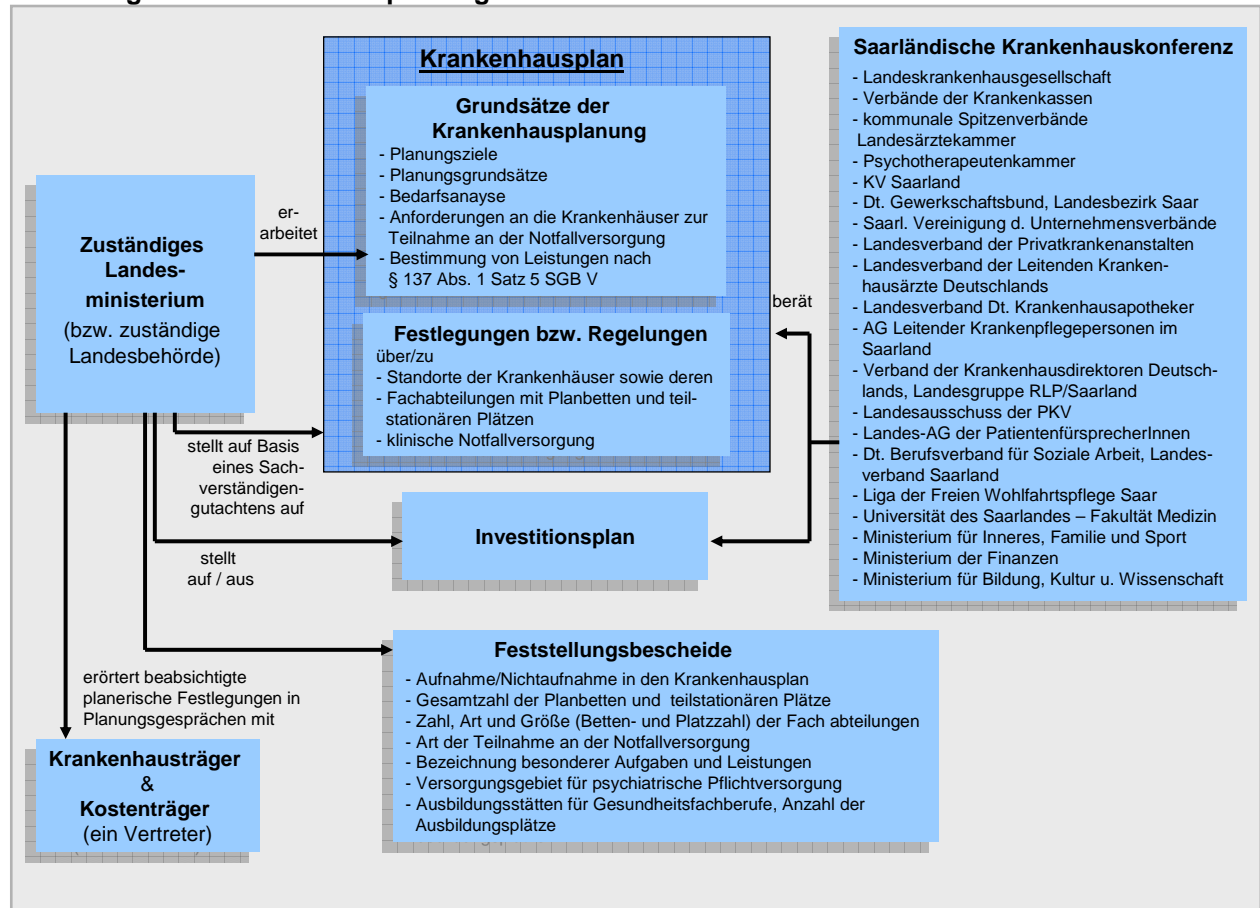 Krankenhausplan
Grundsätze der
Krankenhausplanung
- Planungsziele
- Planungsgrundsätze
- Bedarfsanayse
- Anforderungen an die Krankenhäuser zur
Teilnahme an der Notfallversorgung
- Bestimmung von Leistungen nach
§ 137 Abs. 1 Satz 5 SGB V
Festlegungen bzw. Regelungen
über/zu
- Standorte der Krankenhäuser sowie deren
- Fachabteilungen mit Planbetten und teil-
stationären Plätzen
- klinische Notfallversorgung
Zuständiges
Landes-
ministerium
(bzw. zuständige
Landesbehörde)
er-
arbeitet
stellt auf Basis
eines Sach-
verständigen-
gutachtens auf
stellt
auf / aus
Investitionsplan
berät
Saarländische Krankenhauskonferenz
- Landeskrankenhausgesellschaft
- Verbände der Krankenkassen
- kommunale Spitzenverbände
Landesärztekammer
- Psychotherapeutenkammer
- KV Saarland
- Dt. Gewerkschaftsbund, Landesbezirk Saar
- Saarl. Vereinigung d. Unternehmensverbände
- Landesverband der Privatkrankenanstalten
- Landesverband der Leitenden Kranken-
hausärzte Deutschlands
- Landesverband Dt. Krankenhausapotheker
- AG Leitender Krankenpflegepersonen im
Saarland
- Verband der Krankenhausdirektoren Deutsch-
lands, Landesgruppe RLP/Saarland
- Landesausschuss der PKV
- Landes-AG der PatientenfürsprecherInnen
- Dt. Berufsverband für Soziale Arbeit, Landes-
verband Saarland
- Liga der Freien Wohlfahrtspflege Saar
- Universität des Saarlandes – Fakultät Medizin
- Ministerium für Inneres, Familie und Sport
- Ministerium der Finanzen
- Ministerium für Bildung, Kultur u. Wissenschaft
erörtert beabsichtigte
planerische Festlegungen in
Planungsgesprächen mit
Krankenhausträger
&
Kostenträger
(ein Vertreter)
Feststellungsbescheide
- Aufnahme/Nichtaufnahme in den Krankenhausplan
- Gesamtzahl der Planbetten und teilstationären Plätze
- Zahl, Art und Größe (Betten- und Platzzahl) der Fach abteilungen
- Art der Teilnahme an der Notfallversorgung
- Bezeichnung besonderer Aufgaben und Leistungen
- Versorgungsgebiet für psychiatrische Pflichtversorgung
- Ausbildungsstätten für Gesundheitsfachberufe, Anzahl der
Ausbildungsplätze